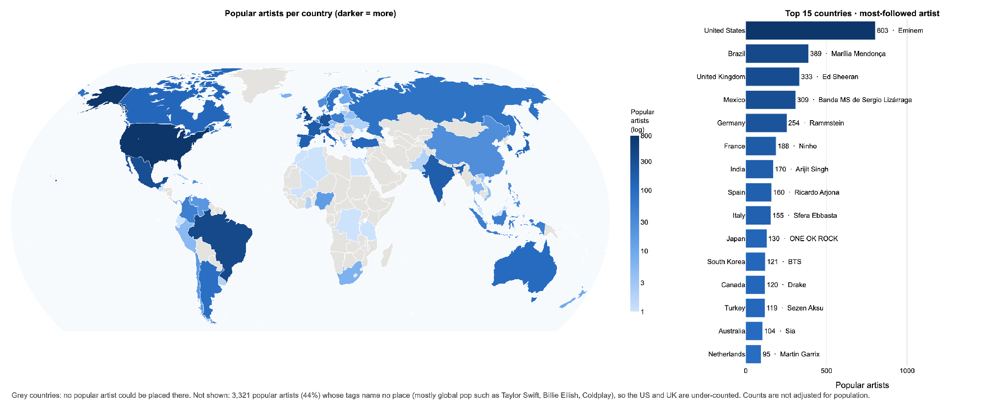 Popular artists per country (darker = more)
Popular
artists
(log)
800
300
100
30
10
3
1
Top 15 countries · most-followed artist
United States 803 · Eminem
Brazil 389 · Marília Mendonça
United Kingdom 333 · Ed Sheeran
Mexico 309 · Banda MS de Sergio Lizárraga
Germany 254 · Rammstein
France 188 · Ninho
India 170 · Arijit Singh
Spain 160 · Ricardo Arjona
Italy 155 · Sfera Ebbasta
Japan 130 · ONE OK ROCK
South Korea 121 · BTS
Canada 120 · Drake
Turkey 119 · Sezen Aksu
Australia 104 · Sia
Netherlands 95 · Martin Garrix
0 500 1000
Popular artists
Grey countries: no popular artist could be placed there. Not shown: 3,321 popular artists (44%) whose tags name no place (mostly global pop such as Taylor Swift, Billie Eilish, Coldplay), so the US and UK are under-counted. Counts are not adjusted for population.